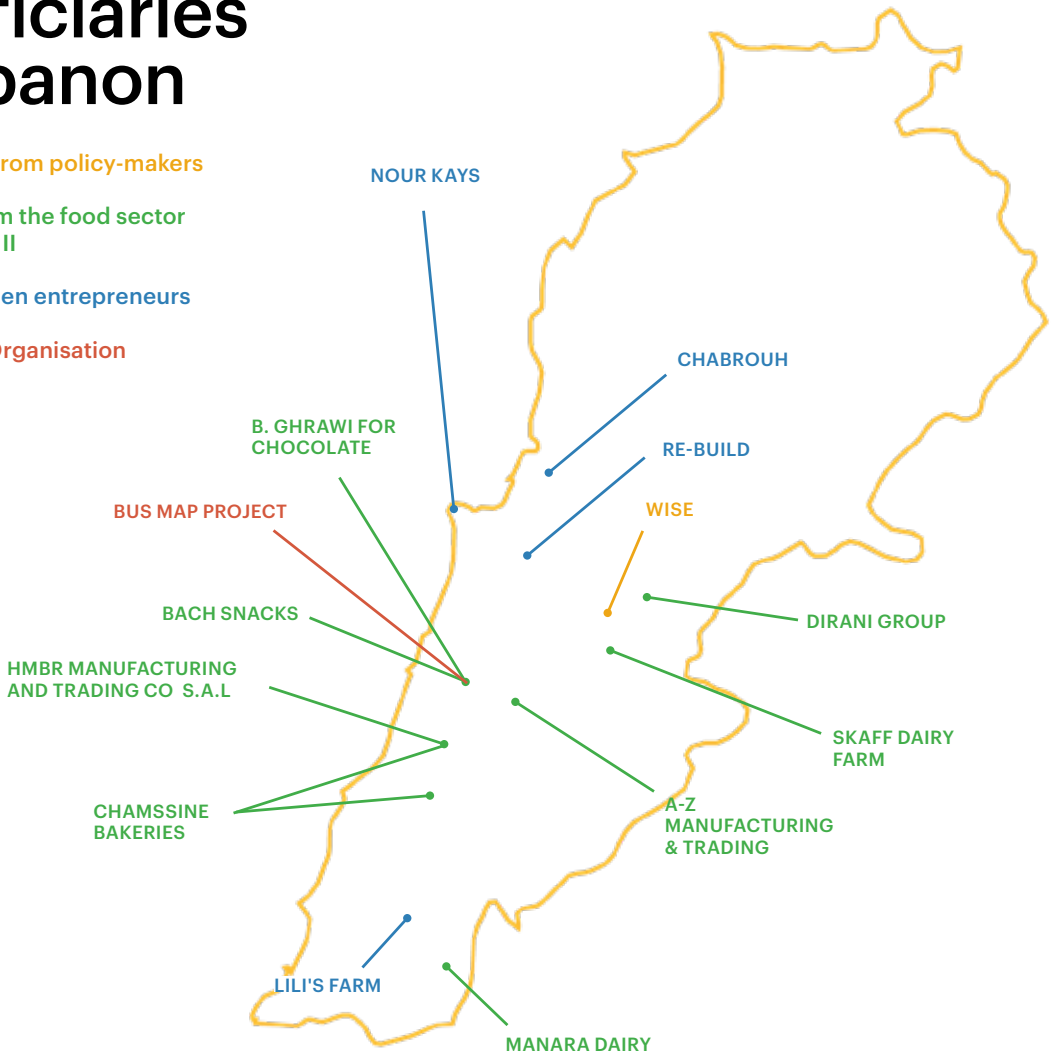 ficiaries
banon
rom policy-makers
m the food sector
II
en entrepreneurs
Organisation
NOUR KAYS
CHABROUH
B. GHRAWI FOR
CHOCOLATE
RE-BUILD
BUS MAP PROJECT
WISE
BACH SNACKS
DIRANI GROUP
HMBR MANUFACTURING
AND TRADING CO S.A.L
SKAFF DAIRY
FARM
CHAMSSINE
BAKERIES
A-Z
MANUFACTURING
& TRADING
LILI'S FARM
MANARA DAIRY